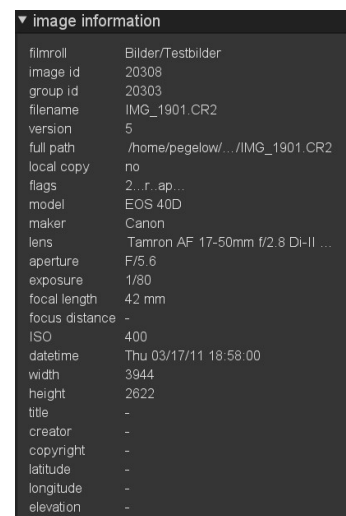 ▼ image information
filmroll Bilder/Testbilder
image id 20308
group id 20303
filename IMG_1901.CR2
version 5
full path /home/pegelow/.../IMG_1901.CR2
local copy no
flags 2...r..ap...
model EOS 40D
maker Canon
lens Tamron AF 17-50mm f/2.8 Di-II ...
aperture F/5.6
exposure 1/80
focal length 42 mm
focus distance -
ISO 400
datetime Thu 03/17/11 18:58:00
width 3944
height 2622
title -
creator -
copyright -
latitude -
longitude -
elevation -